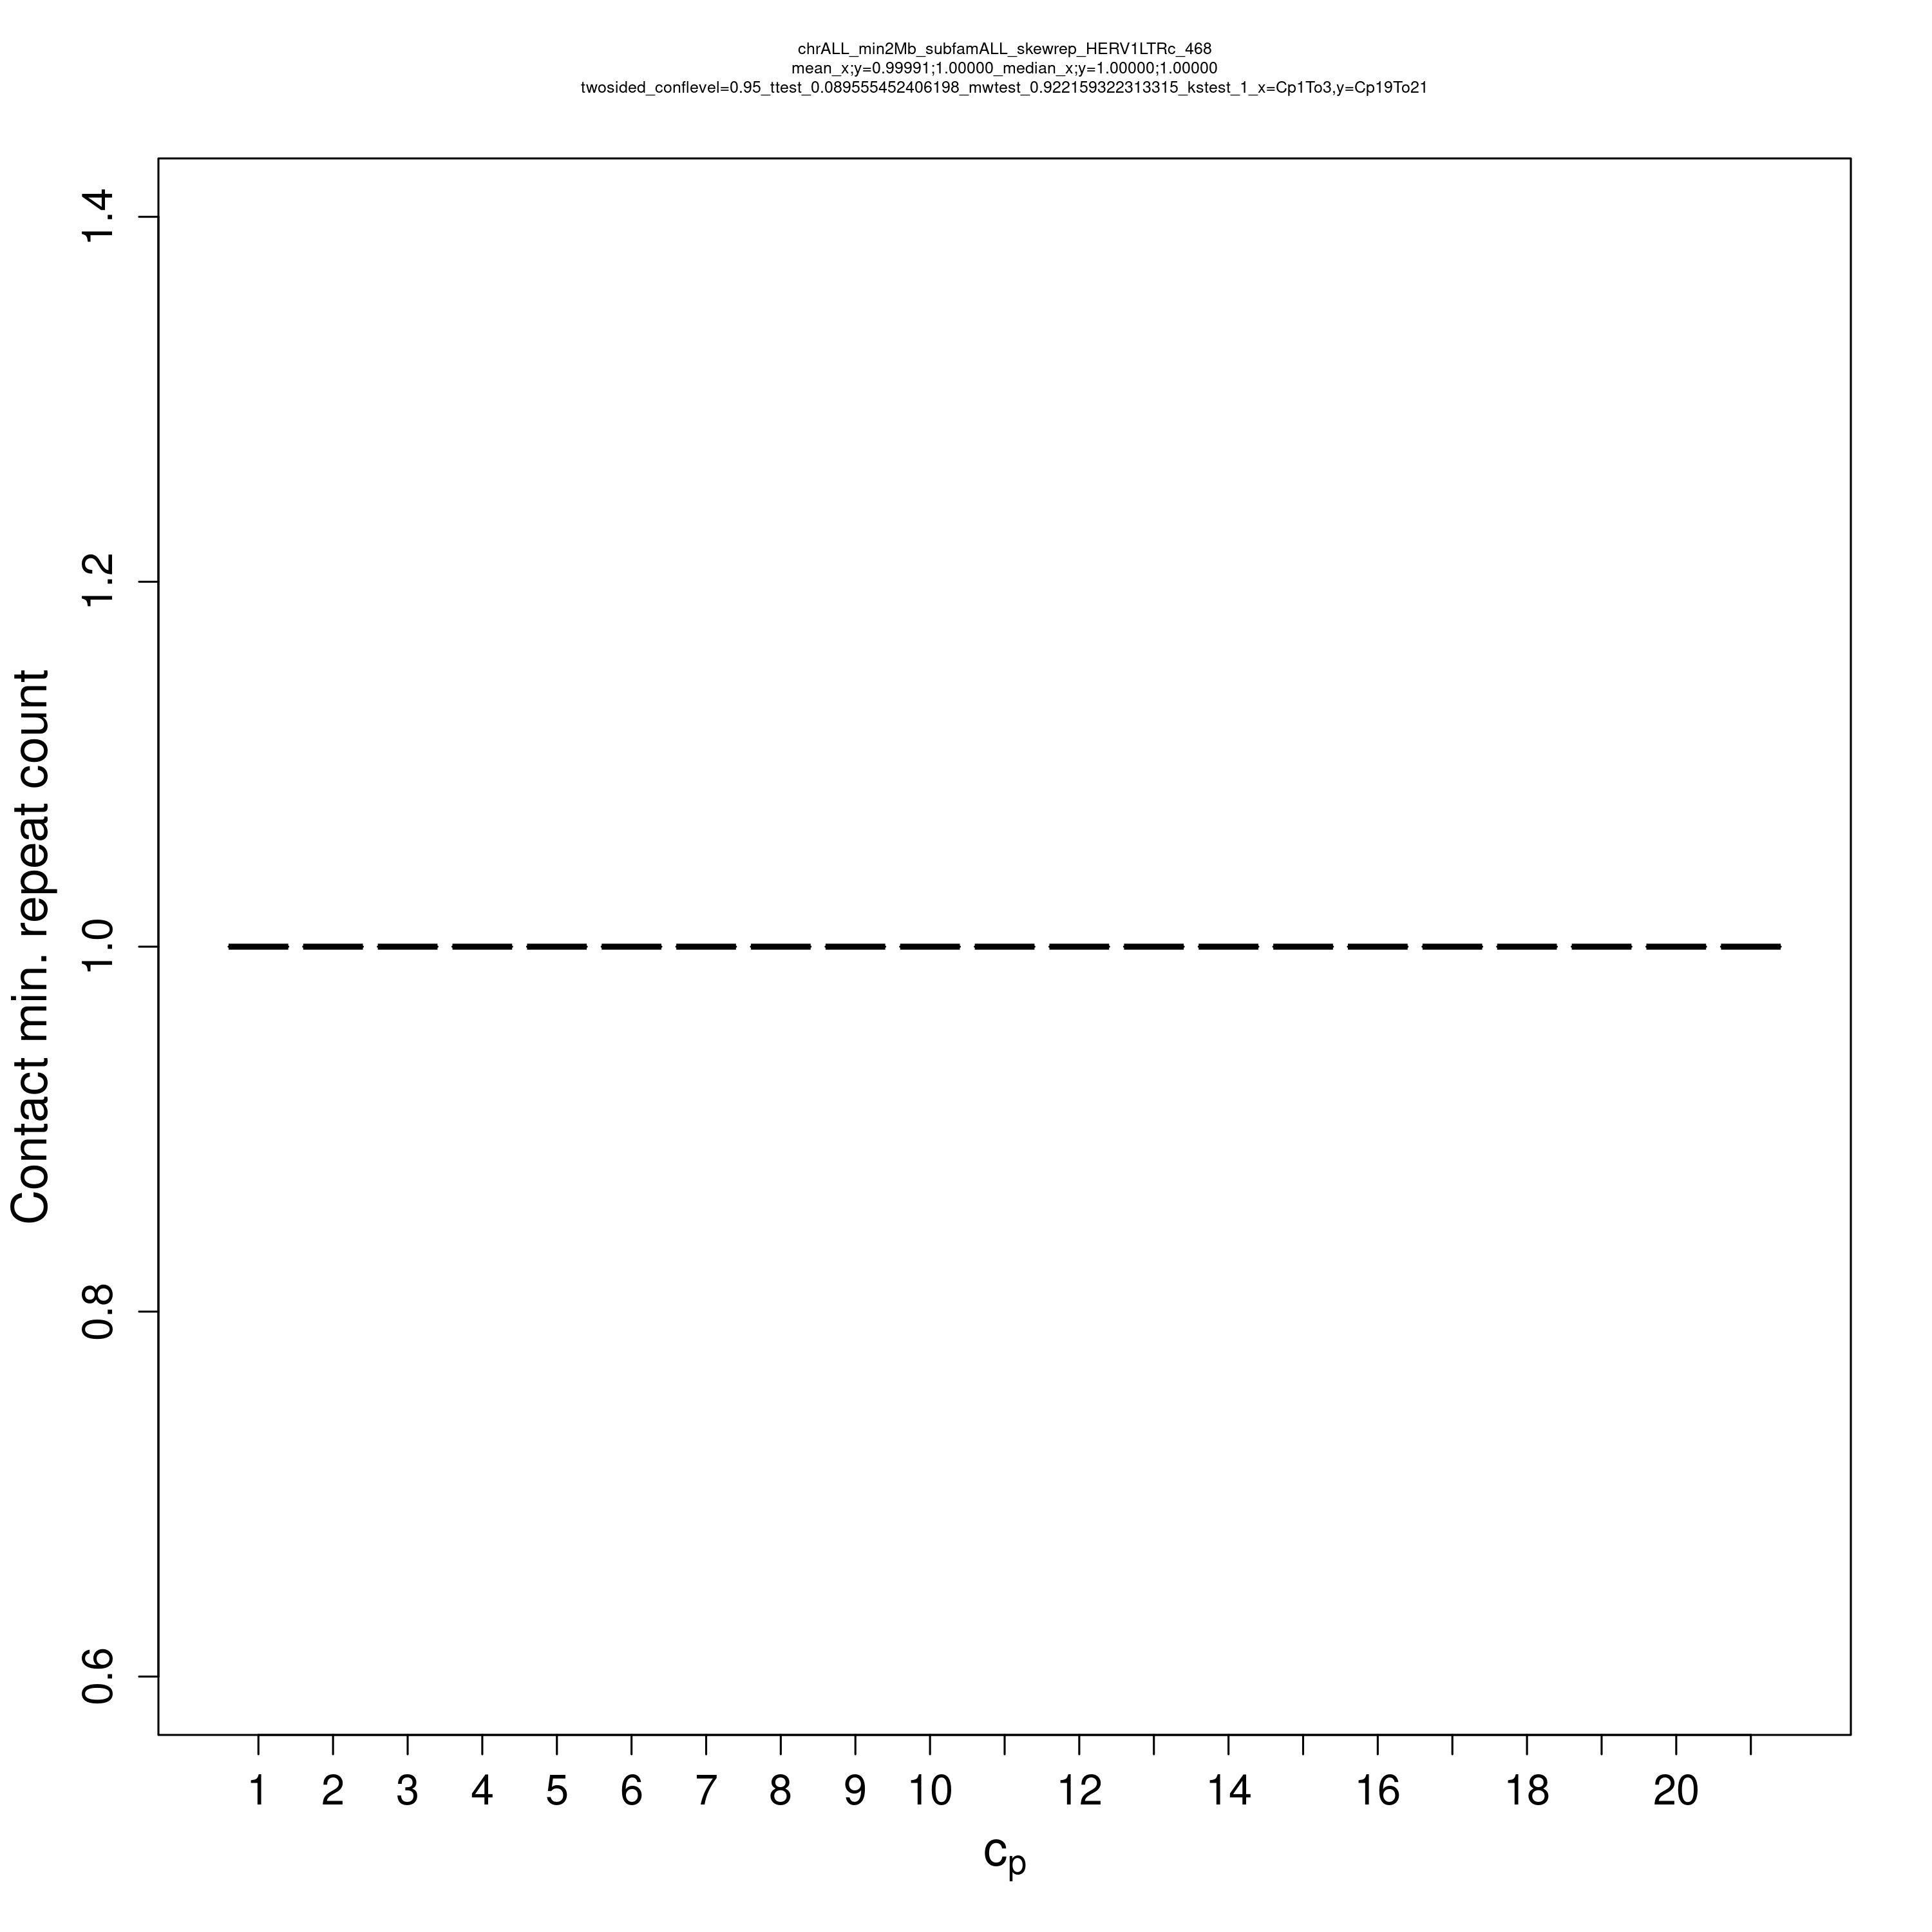 chrALL_min2Mb_subfamALL_skewrep_HERV1LTRc_468
mean_x;y=0.99991;1.00000_median_x;y=1.00000;1.00000
twosided_conflevel=0.95_ttest_0.089555452406198_mwtest_0.922159322313315_kstest_1_x=Cp1To3,y=Cp19To21
Contact min. repeat count
1.4
1.2
1.0
0.8
0.6
1 2 3 4 5 6 7 8 9 10 12 14 16 18 20
cp